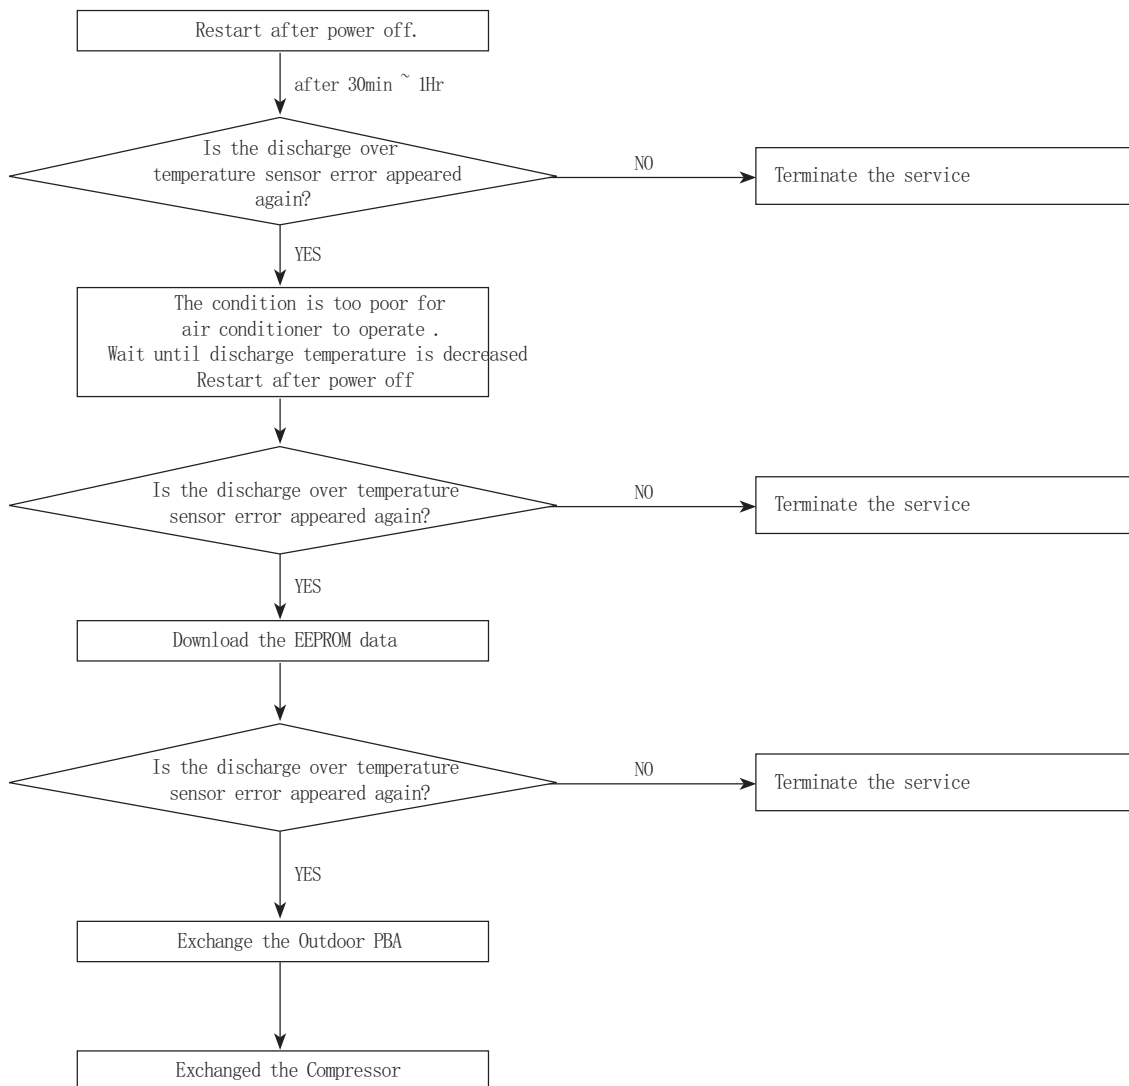 Restart after power off.
after 30min ~ 1Hr
Is the discharge over
temperature sensor error appeared
again?
NO
Terminate the service
YES
The condition is too poor for
air conditioner to operate .
Wait until discharge temperature is decreased
Restart after power off
Is the discharge over temperature
sensor error appeared again?
NO
Terminate the service
YES
Download the EEPROM data
Is the discharge over temperature
sensor error appeared again?
NO
Terminate the service
YES
Exchange the Outdoor PBA
Exchanged the Compressor